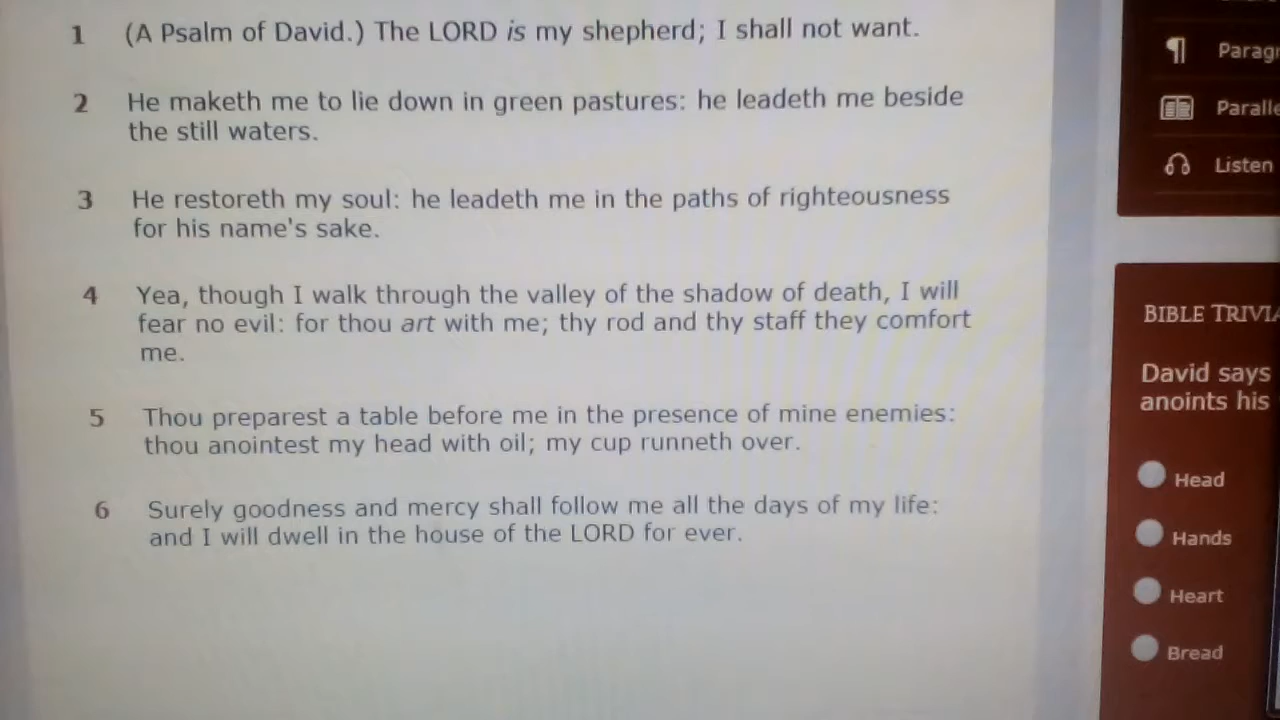 1 (A Psalm of David.) The LORD is my shepherd; I shall not want.
2 He maketh me to lie down in green pastures: he leadeth me beside
the still waters.
3 He restoreth my soul: he leadeth me in the paths of righteousness
for his name's sake.
4 Yea, though I walk through the valley of the shadow of death, I will
fear no evil: for thou art with me; thy rod and thy staff they comfort
me.
5 Thou preparest a table before me in the presence of mine enemies:
thou anointest my head with oil; my cup runneth over.
6 Surely goodness and mercy shall follow me all the days of my life:
and I will dwell in the house of the LORD for ever.
¶ Paragr
Paralle
Listen
BIBLE TRIVIA
David says
anoints his
Head
Hands
Heart
Bread